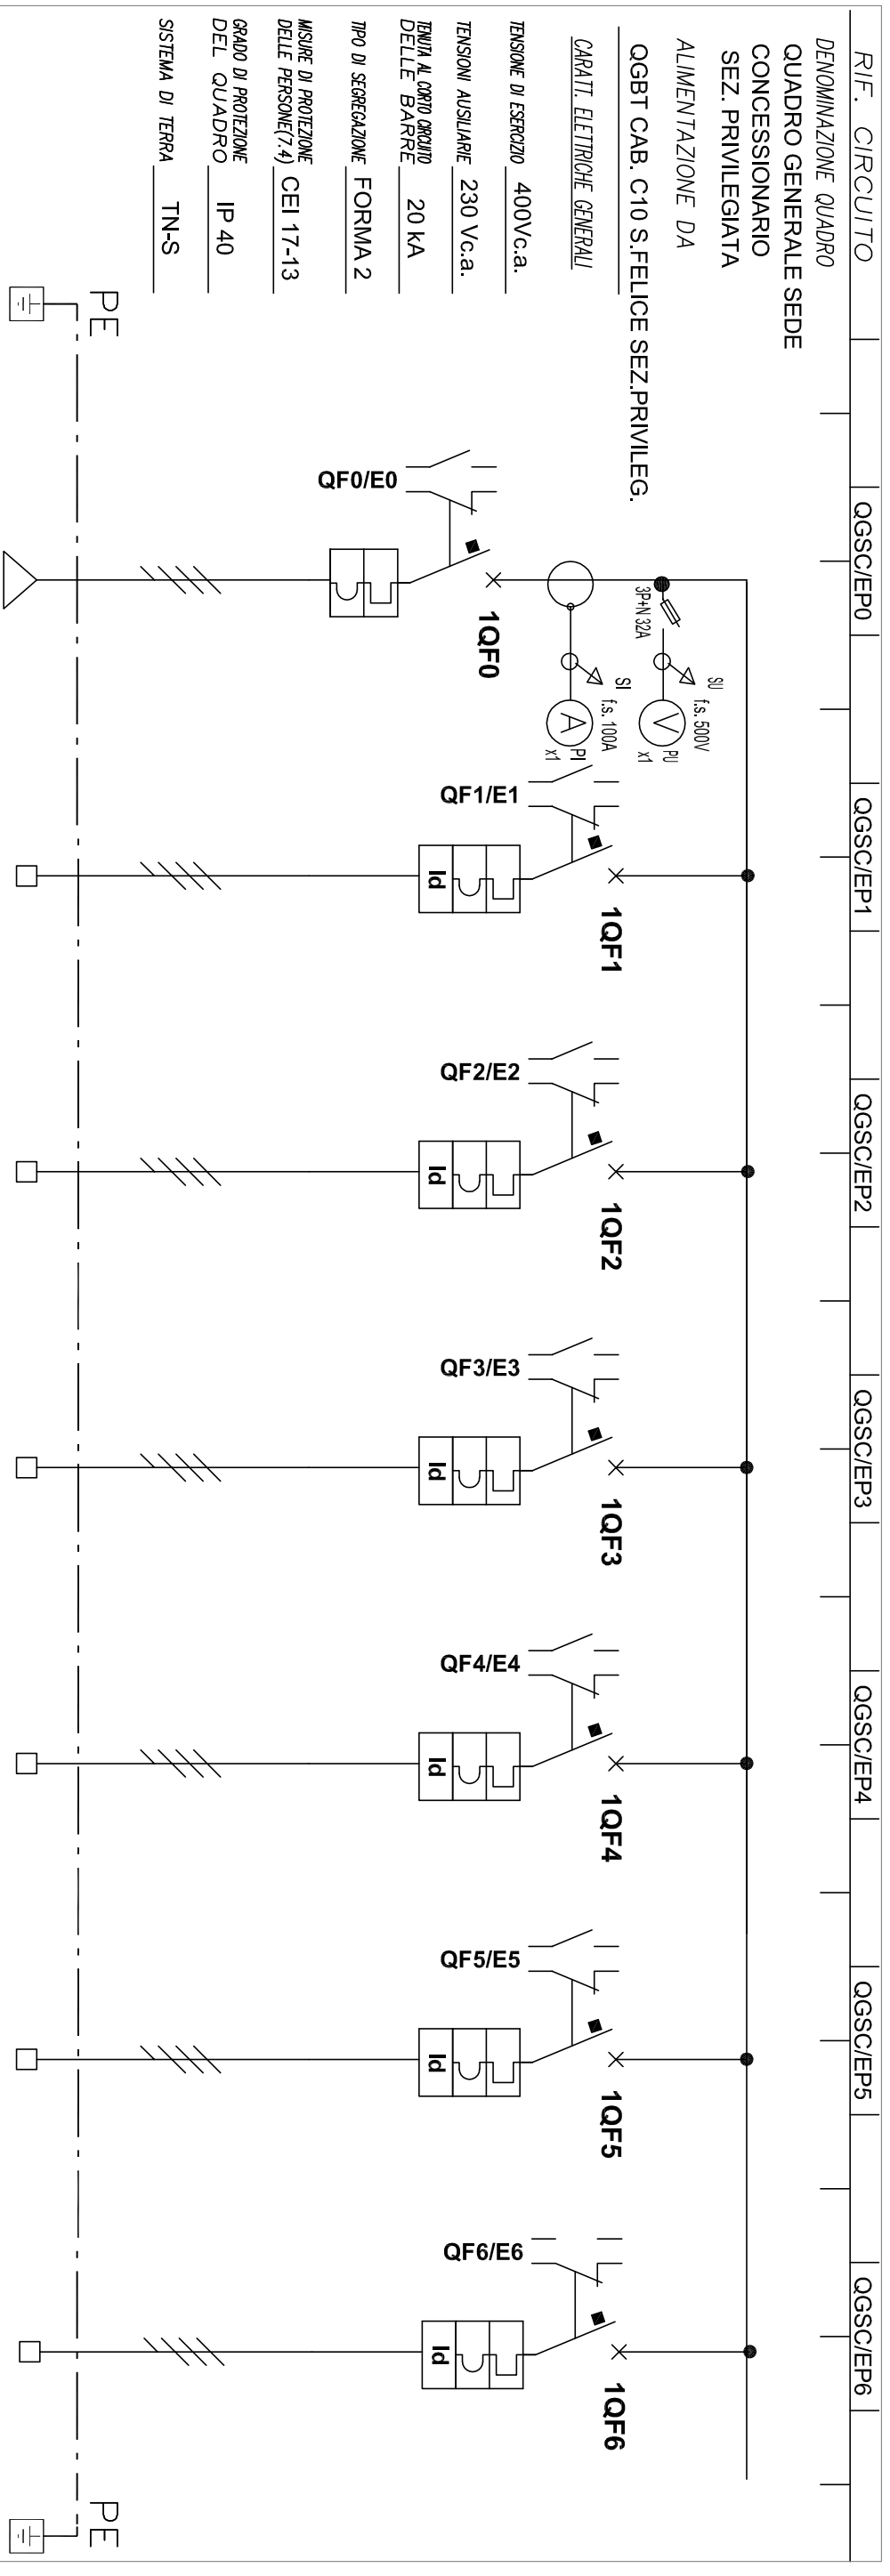 RIF. CIRCUITO
QGSC/EP0
QGSC/EP1
QGSC/EP2
QGSC/EP3
QGSC/EP4
QGSC/EP5
QGSC/EP6
DENOMINAZIONE QUADRO
QUADRO GENERALE SEDE
CONCESSIONARIO
SEZ. PRIVILEGIATA
ALIMENTAZIONE DA
QGBT CAB. C10 S.FELICE SEZ.PRIVILEG.
CARATT. ELETTRICHE GENERALI
TENSIONE DI ESERCIZIO 400Vc.a.
TENSIONI AUSILIARIE 230 Vc.a.
TENUTA AL CORTO CIRCUITO
DELLE BARRE 20 kA
TIPO DI SEGREGAZIONE FORMA 2
MISURE DI PROTEZIONE
DELLE PERSONE(7.4) CEI 17-13
GRADO DI PROTEZIONE
DEL QUADRO IP 40
SISTEMA DI TERRA TN-S
PE
3P+N 32A
SU
f.s. 500V
V
PU
x1
SI
f.s. 100A
A
PI
x1
QF0/E0
1QF0
QF1/E1
1QF1
Id
QF2/E2
1QF2
Id
QF3/E3
1QF3
Id
QF4/E4
1QF4
Id
QF5/E5
1QF5
Id
QF6/E6
1QF6
Id
PE